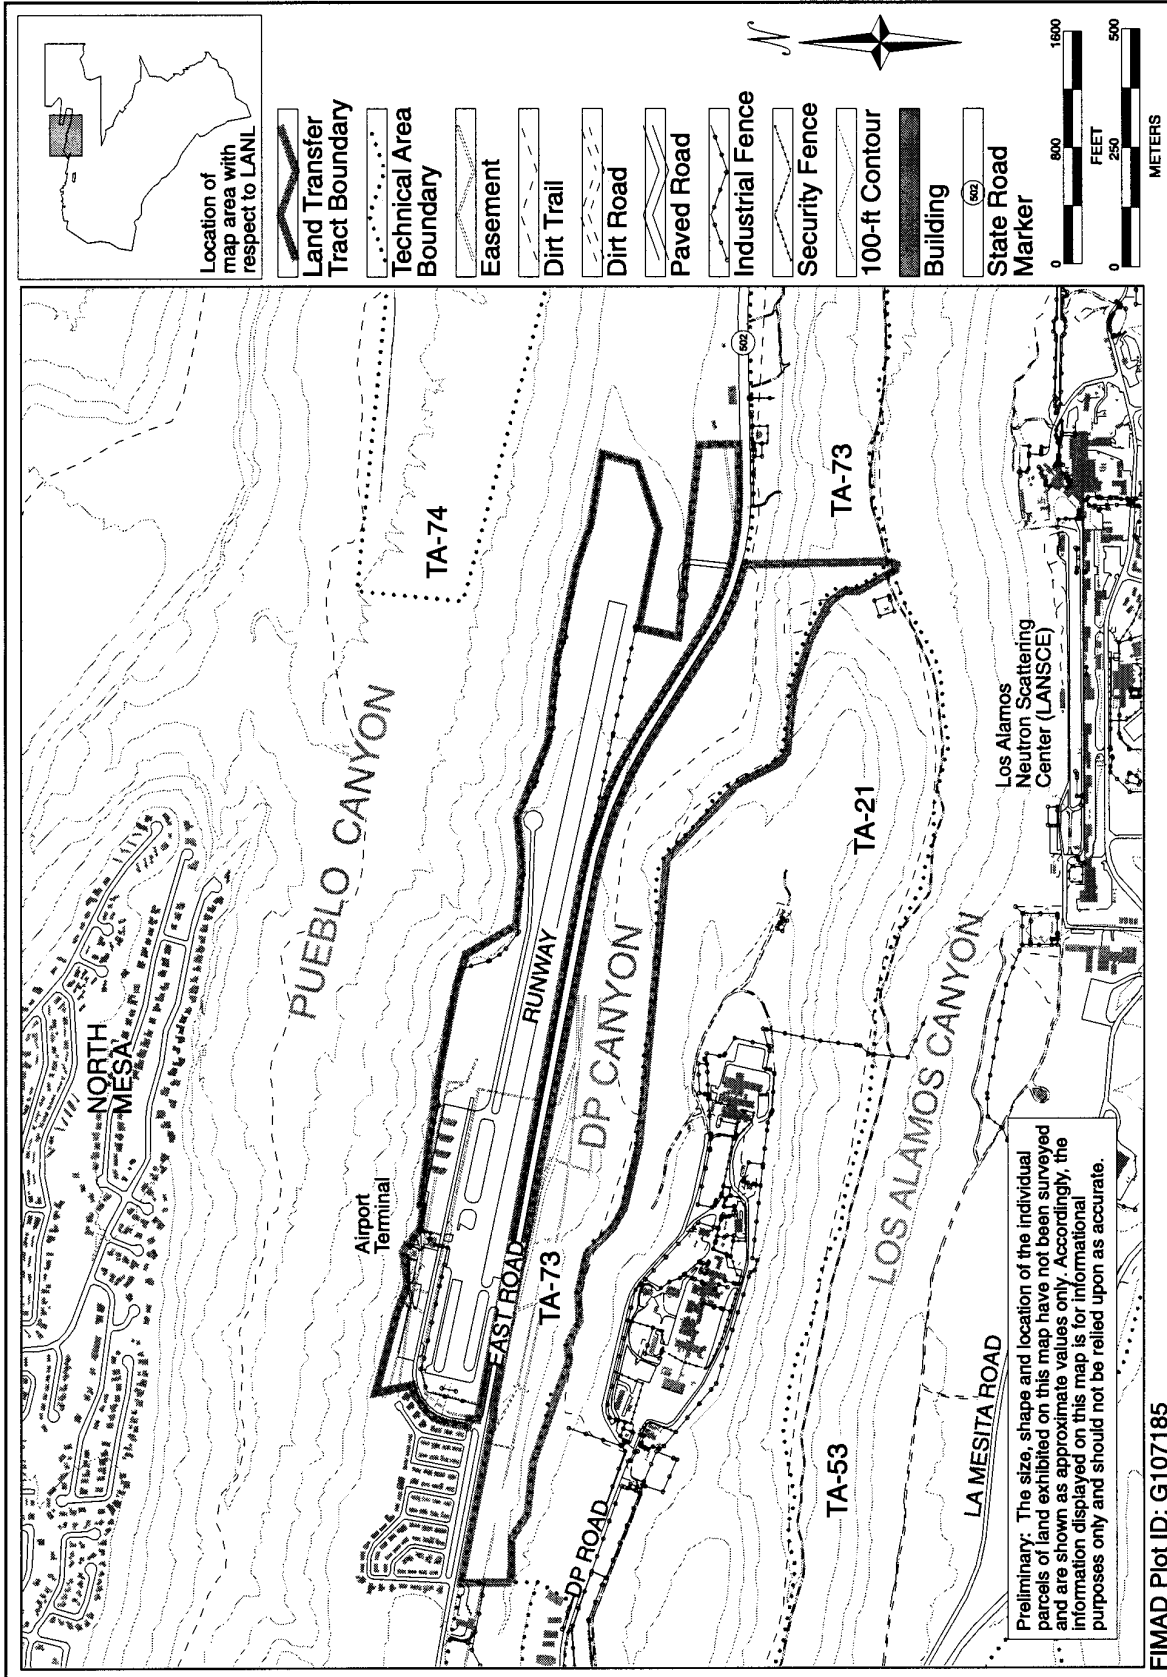 Location of
map area with
respect to LANL
Land Transfer
Tract Boundary
Technical Area
Boundary
Easement
Dirt Trail
Dirt Road
Paved Road
Industrial Fence
Security Fence
100-ft Contour
Building
502
State Road
Marker
N
0 800 1600
FEET
0 250 500
METERS
NORTH
MESA
PUEBLO CANYON
TA-74
Airport
Terminal
RUNWAY
EAST ROAD
502
TA-73
DP CANYON
TA-73
DP ROAD
TA-21
TA-53
LOS ALAMOS CANYON
LA MESITA ROAD
Los Alamos
Neutron Scattering
Center (LANSCE)
Preliminary: The size, shape and location of the individual
parcels of land exhibited on this map have not been surveyed
and are shown as approximate values only. Accordingly, the
information displayed on this map is for informational
purposes only and should not be relied upon as accurate.
FIMAD Plot ID: G107185